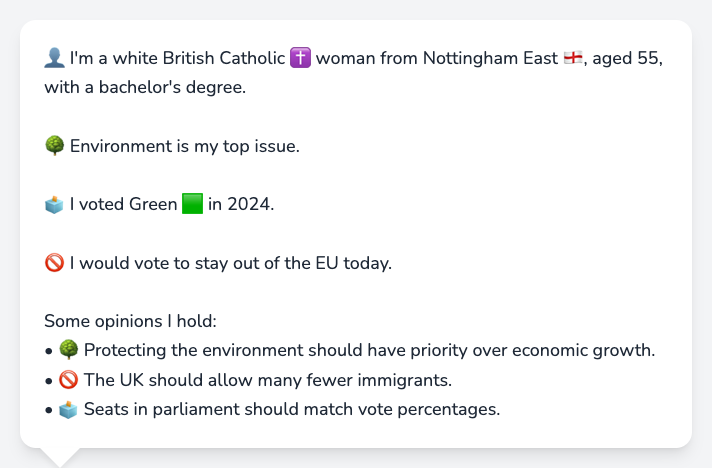 👤 I'm a white British Catholic ✝️ woman from Nottingham East 🏴󠁧󠁢󠁥󠁮󠁧󠁿, aged 55,
with a bachelor's degree.
🌳 Environment is my top issue.
🗳️ I voted Green 🟩 in 2024.
🚫 I would vote to stay out of the EU today.
Some opinions I hold:
• 🌳 Protecting the environment should have priority over economic growth.
• 🚫 The UK should allow many fewer immigrants.
• 🗳️ Seats in parliament should match vote percentages.